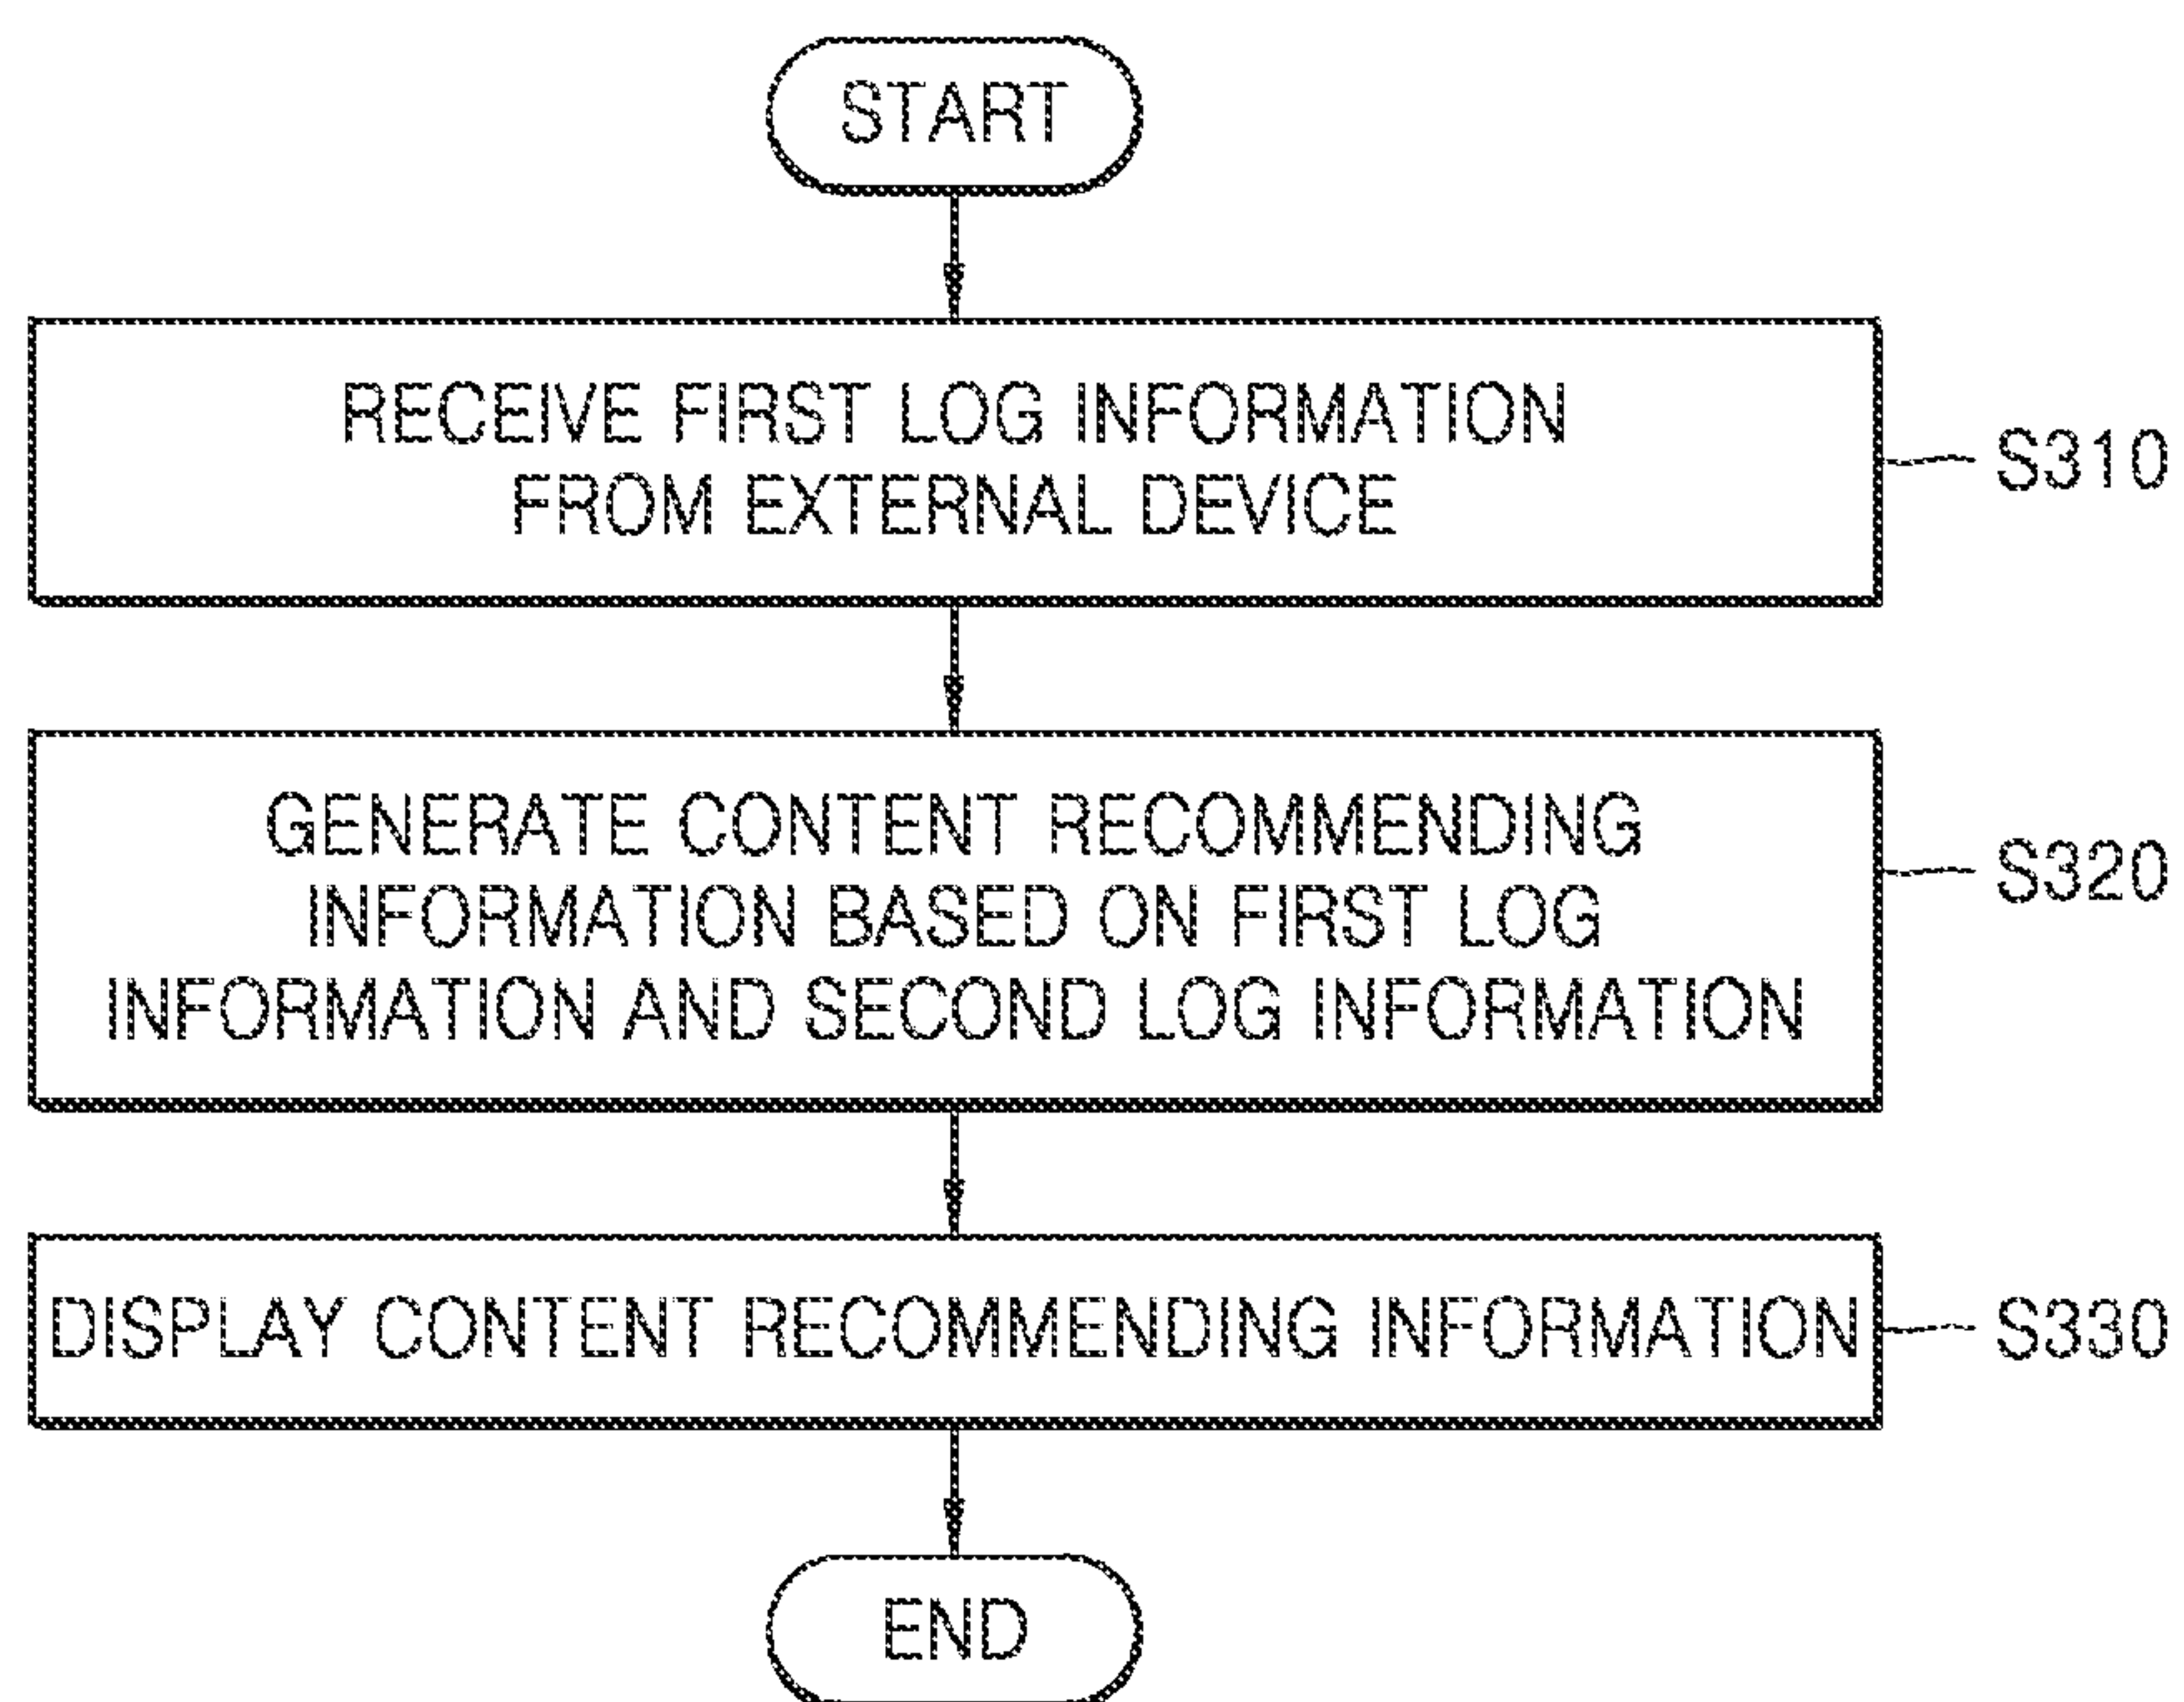 START
RECEIVE FIRST LOG INFORMATION
FROM EXTERNAL DEVICE
S310
GENERATE CONTENT RECOMMENDING
INFORMATION BASED ON FIRST LOG
INFORMATION AND SECOND LOG INFORMATION
S320
DISPLAY CONTENT RECOMMENDING INFORMATION
S330
END